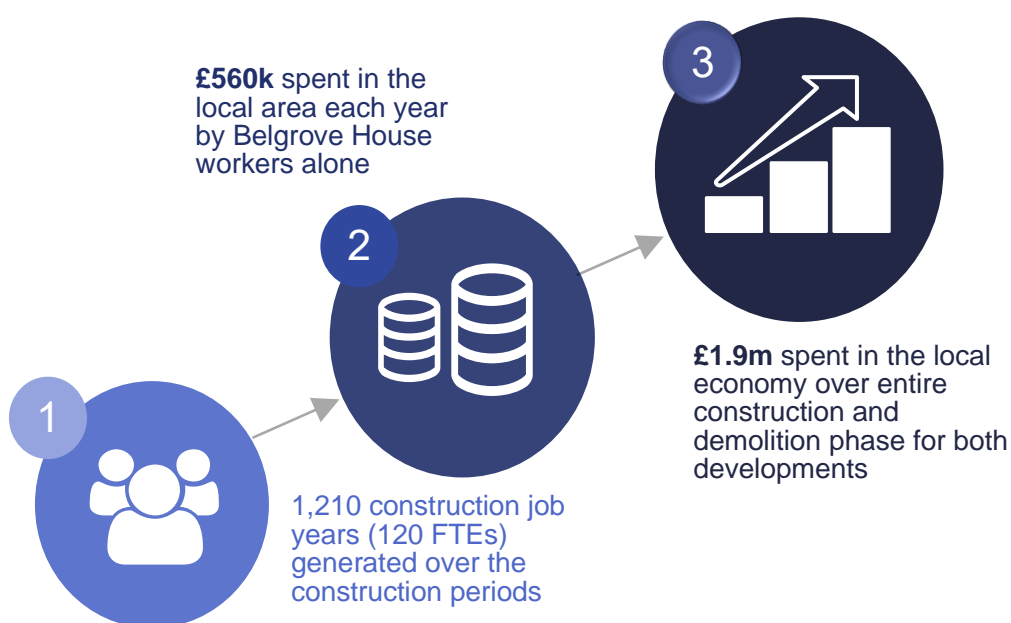 1
1,210 construction job
years (120 FTEs)
generated over the
construction periods
2
£560k spent in the
local area each year
by Belgrove House
workers alone
3
£1.9m spent in the local
economy over entire
construction and
demolition phase for both
developments